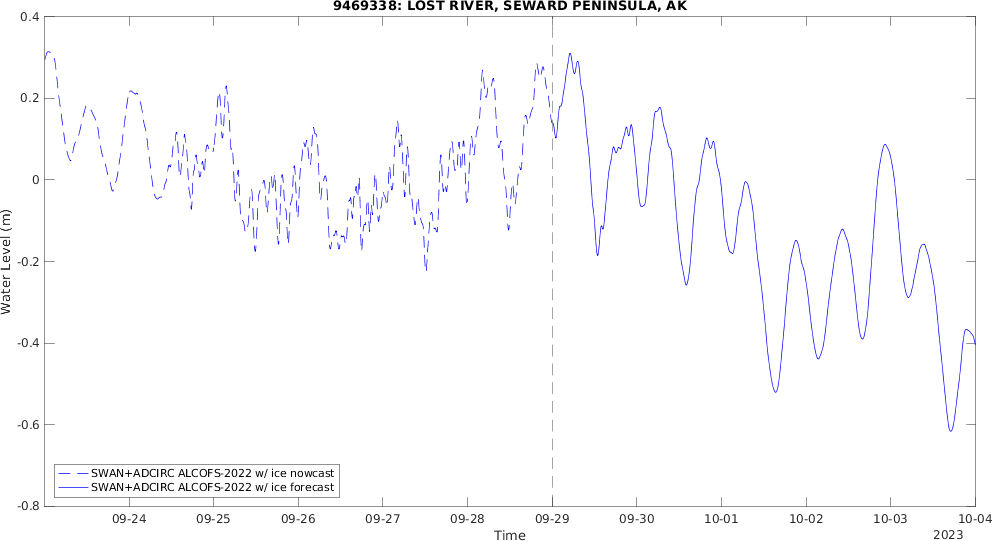 9469338: LOST RIVER, SEWARD PENINSULA, AK
0.4
0.2
0
-0.2
-0.4
-0.6
-0.8
Water Level (m)
SWAN+ADCIRC ALCOFS-2022 w/ ice nowcast
SWAN+ADCIRC ALCOFS-2022 w/ ice forecast
09-24 09-25 09-26 09-27 09-28 09-29 09-30 10-01 10-02 10-03 10-04
Time
2023